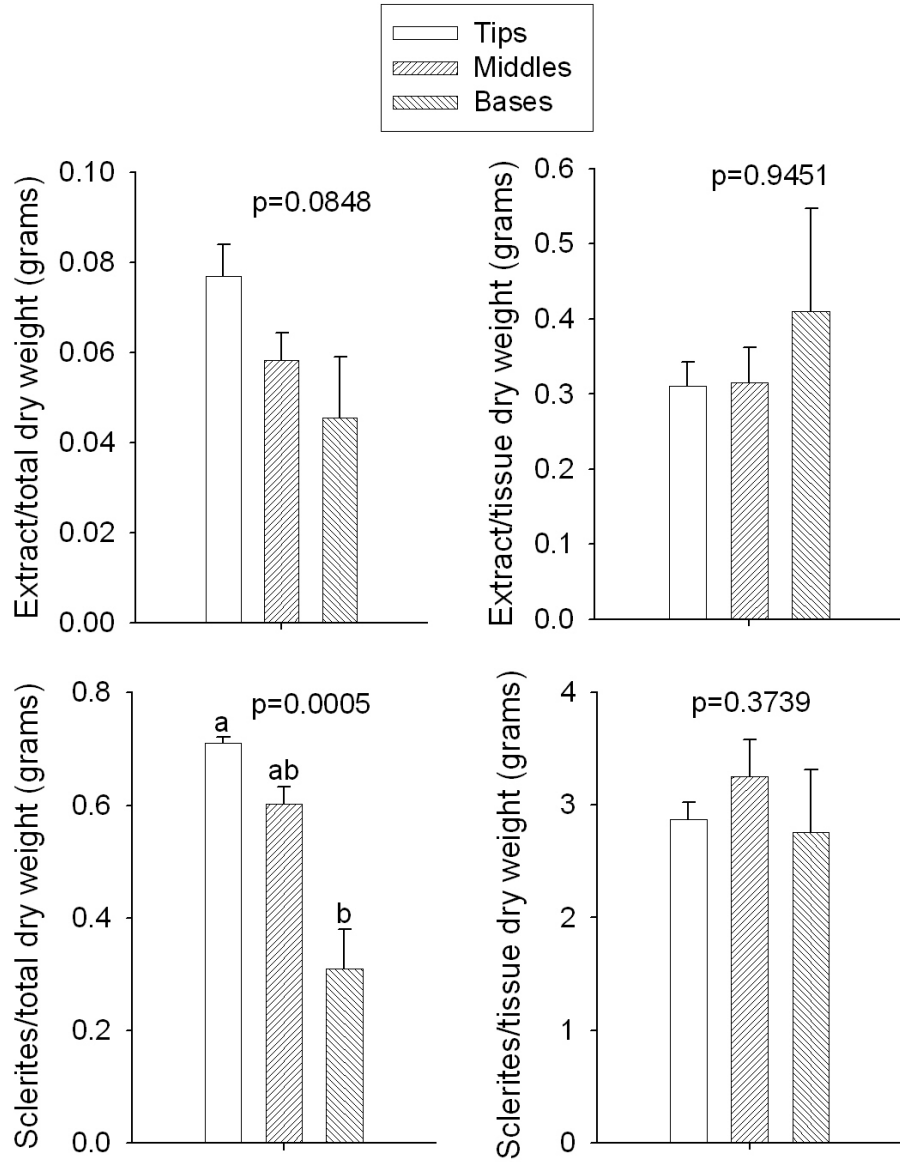 Tips
Middles
Bases
Extract/total dry weight (grams)
0.10
0.08
0.06
0.04
0.02
0.00
p=0.0848
Extract/tissue dry weight (grams)
0.6
0.5
0.4
0.3
0.2
0.1
0.0
p=0.9451
Sclerites/total dry weight (grams)
0.8
0.6
0.4
0.2
0.0
p=0.0005
a
ab
b
Sclerites/tissue dry weight (grams)
4
3
2
1
0
p=0.3739